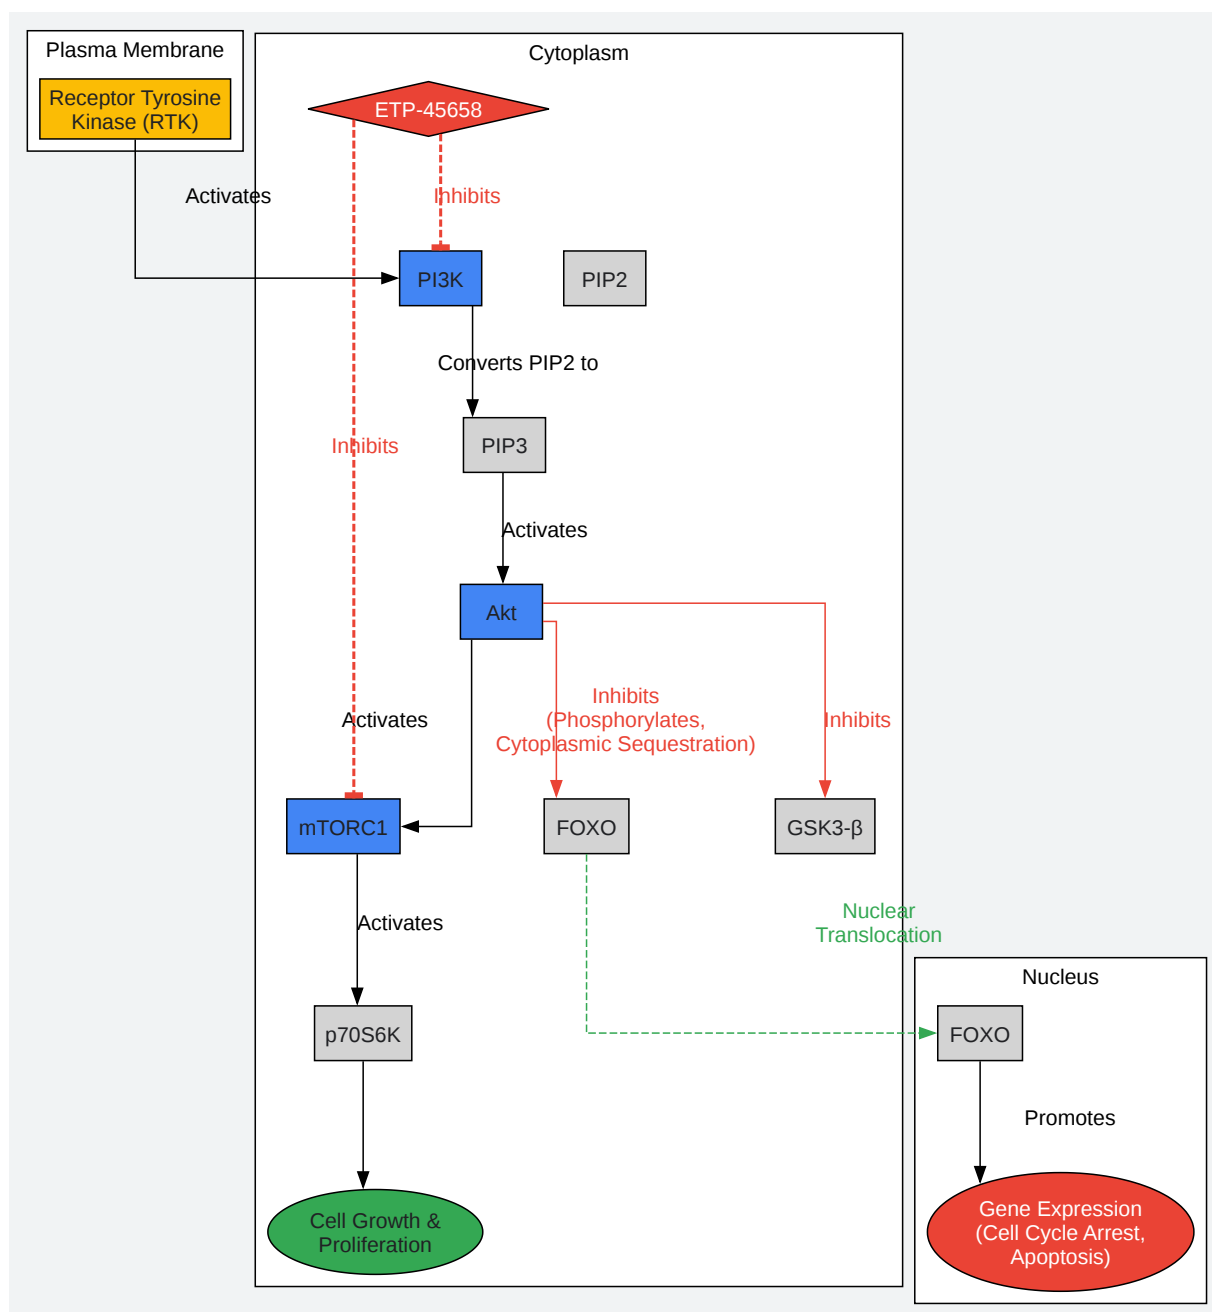 Plasma Membrane
Receptor Tyrosine
Kinase (RTK)
Cytoplasm
ETP-45658
Activates
Inhibits
PI3K
PIP2
Converts PIP2 to
Inhibits
PIP3
Activates
Akt
Activates
Inhibits
(Phosphorylates,
Cytoplasmic Sequestration)
Inhibits
mTORC1
FOXO
GSK3-β
Activates
Nuclear
Translocation
Nucleus
p70S6K
FOXO
Promotes
Cell Growth &
Proliferation
Gene Expression
(Cell Cycle Arrest,
Apoptosis)